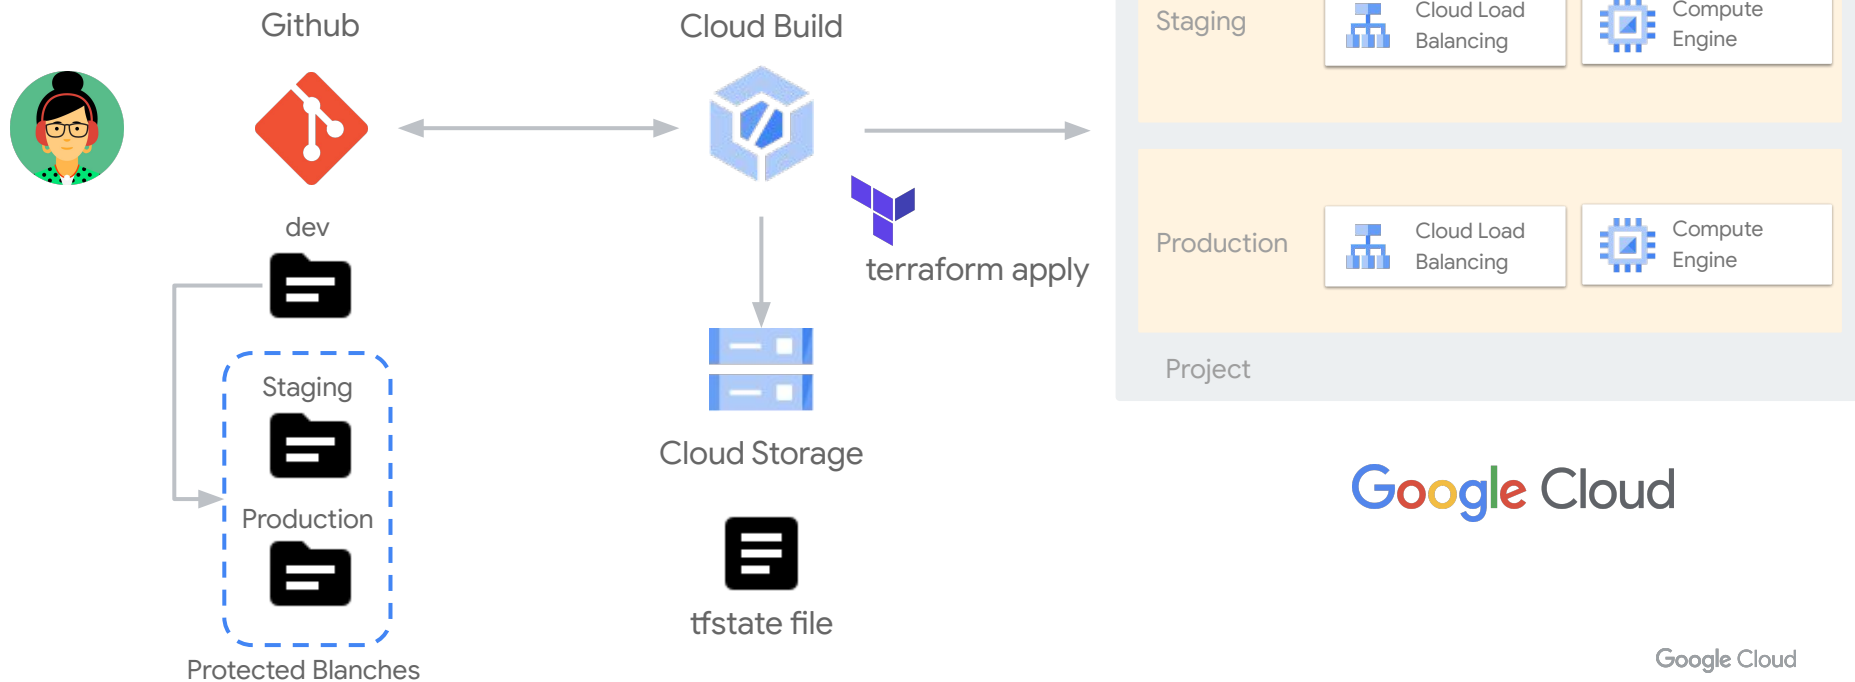 Github
dev
Staging
Production
Protected Blanches
Cloud Build
terraform apply
Cloud Storage
tfstate file
Staging
Cloud Load
Balancing
Compute
Engine
Production
Cloud Load
Balancing
Compute
Engine
Project
Google Cloud
Google Cloud